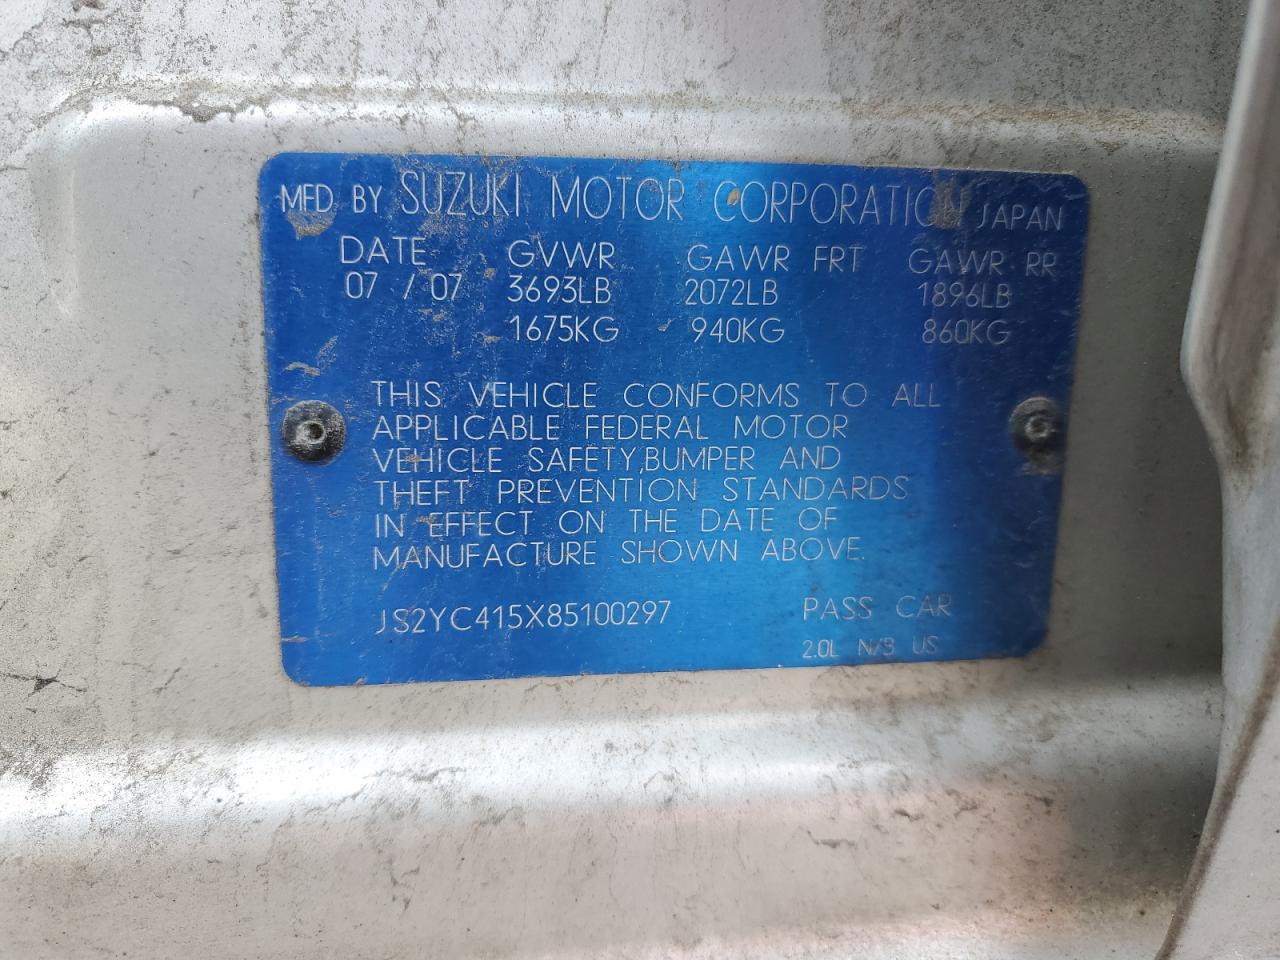 MFD BY SUZUKI MOTOR CORPORATION JAPAN
DATE GVWR GAWR FRT GAWR RR
07 / 07 3693LB 2072LB 1896LB
1675KG 940KG 860KG
THIS VEHICLE CONFORMS TO ALL
APPLICABLE FEDERAL MOTOR
VEHICLE SAFETY,BUMPER AND
THEFT PREVENTION STANDARDS
IN EFFECT ON THE DATE OF
MANUFACTURE SHOWN ABOVE.
JS2YC415X85100297 PASS CAR
2.0L N/B US